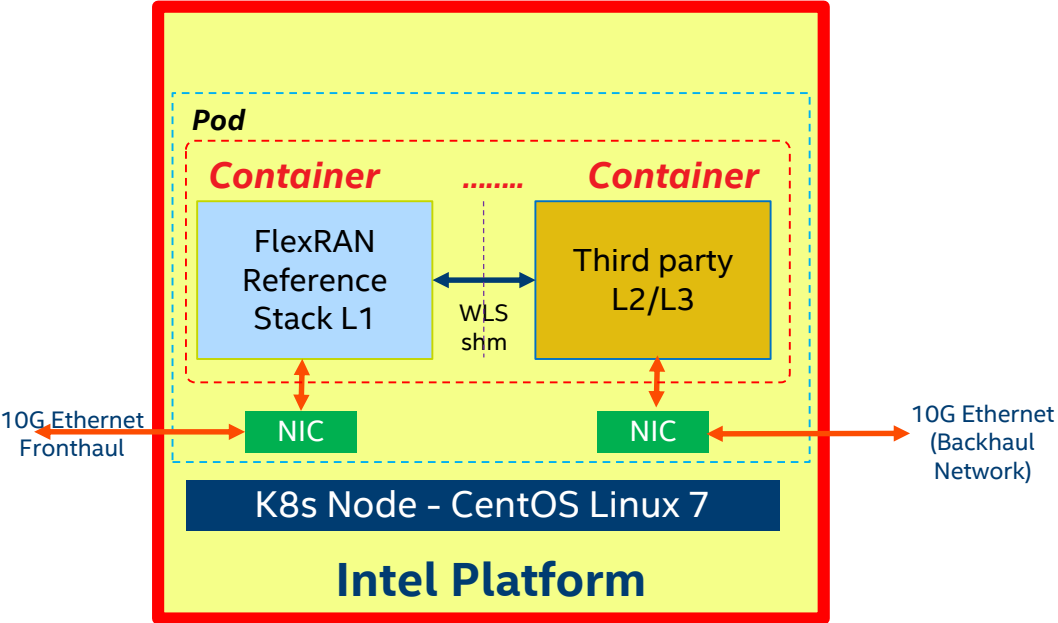 Pod
Container
........
Container
FlexRAN
Reference
Stack L1
WLS
shm
Third party
L2/L3
10G Ethernet
Fronthaul
NIC
NIC
10G Ethernet
(Backhaul
Network)
K8s Node - CentOS Linux 7
Intel Platform